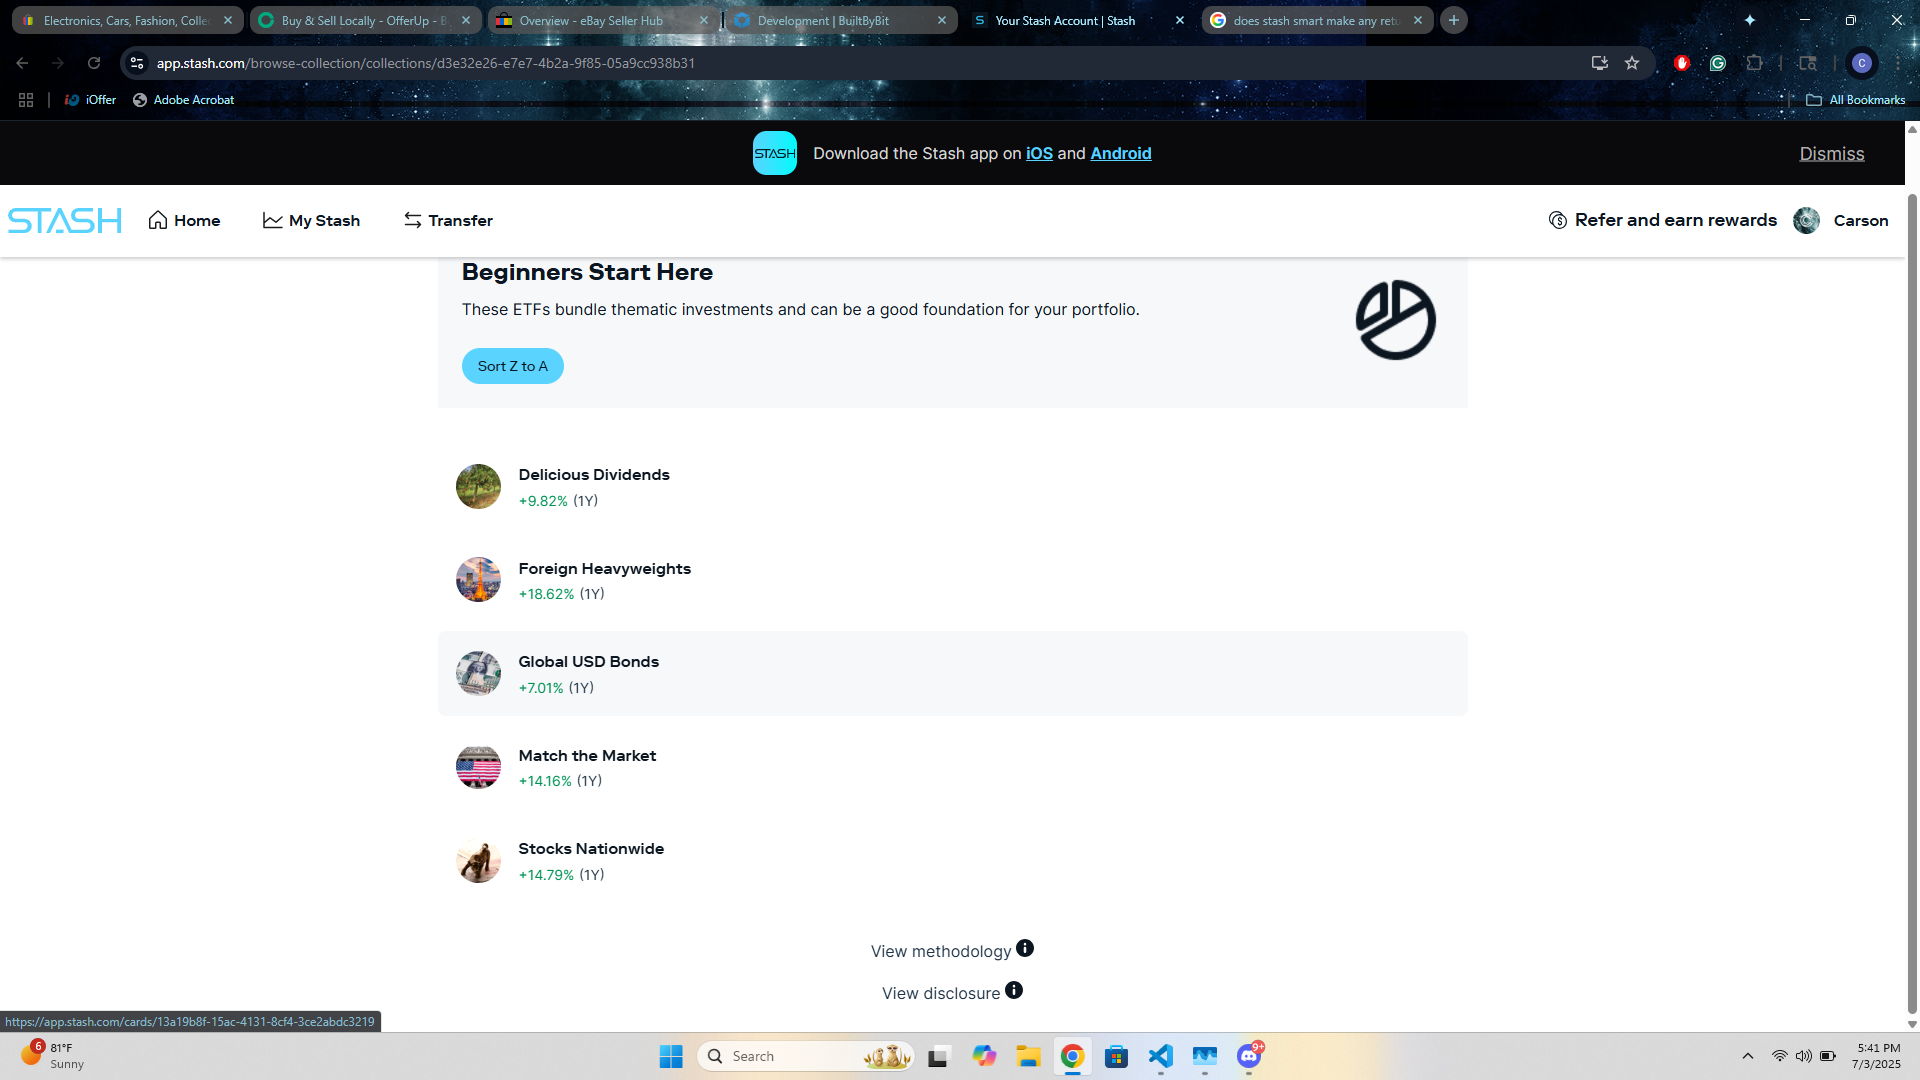 Electronics, Cars, Fashion, Colle
Buy & Sell Locally - OfferUp - B
Overview - eBay Seller Hub
Development | BuiltByBit
Your Stash Account | Stash
does stash smart make any retu
app.stash.com/browse-collection/collections/d3e32e26-e7e7-4b2a-9f85-05a9cc938b31
C
iOffer
Adobe Acrobat
All Bookmarks
STASH
Download the Stash app on iOS and Android
Dismiss
STASH
Home
My Stash
Transfer
Refer and earn rewards
Carson
Beginners Start Here
These ETFs bundle thematic investments and can be a good foundation for your portfolio.
Sort Z to A
Delicious Dividends
+9.82% (1Y)
Foreign Heavyweights
+18.62% (1Y)
Global USD Bonds
+7.01% (1Y)
Match the Market
+14.16% (1Y)
Stocks Nationwide
+14.79% (1Y)
View methodology
View disclosure
https://app.stash.com/cards/13a19b8f-15ac-4131-8cf4-3ce2abdc3219
6
81°F
Sunny
Search
9+
5:41 PM
7/3/2025